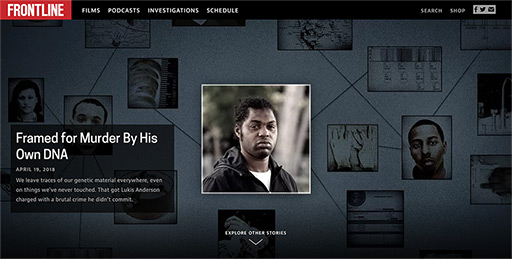 FRONTLINE
FILMS PODCASTS INVESTIGATIONS SCHEDULE
SEARCH SHOP
Framed for Murder By His
Own DNA
APRIL 19, 2018
We leave traces of our genetic material everywhere, even
on things we've never touched. That got Lukis Anderson
charged with a brutal crime he didn't commit.
EXPLORE OTHER STORIES